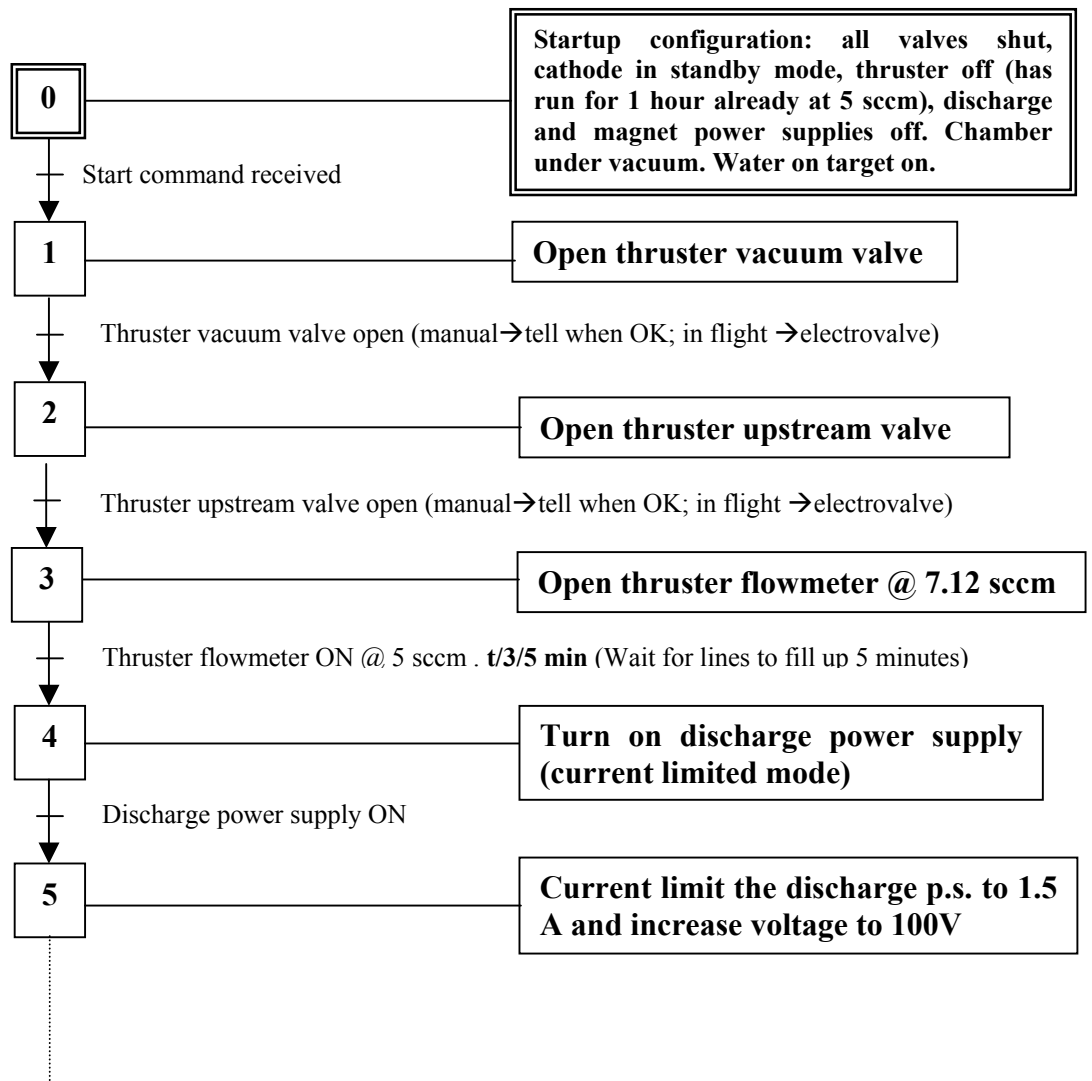 0
Startup configuration: all valves shut,
cathode in standby mode, thruster off (has
run for 1 hour already at 5 sccm), discharge
and magnet power supplies off. Chamber
under vacuum. Water on target on.
Start command received
1
Open thruster vacuum valve
Thruster vacuum valve open (manual→tell when OK; in flight →electrovalve)
2
Open thruster upstream valve
Thruster upstream valve open (manual→tell when OK; in flight →electrovalve)
3
Open thruster flowmeter @ 7.12 sccm
Thruster flowmeter ON @ 5 sccm . t/3/5 min (Wait for lines to fill up 5 minutes)
4
Turn on discharge power supply
(current limited mode)
Discharge power supply ON
5
Current limit the discharge p.s. to 1.5
A and increase voltage to 100V